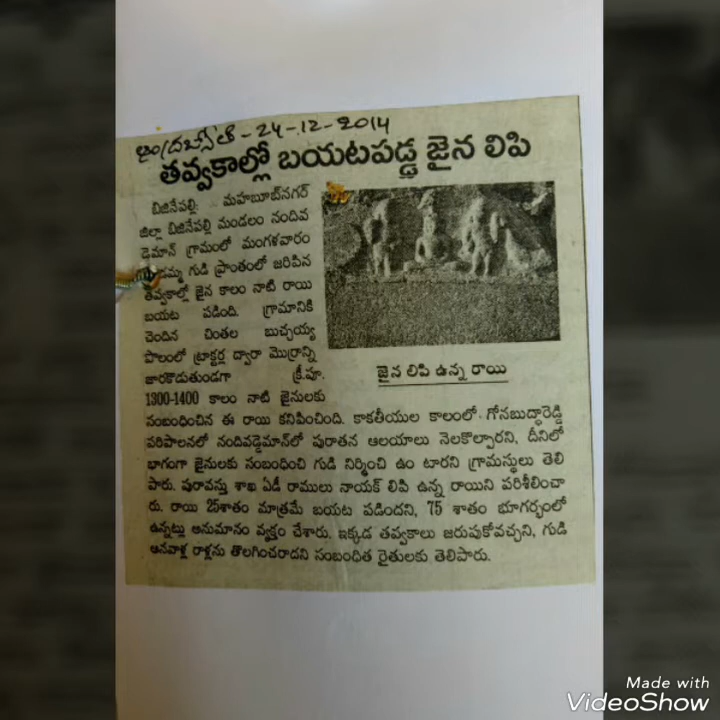 ఆంధ్రజ్యోతి - 24-12-2014
తవ్వకాల్లో బయటపడ్డ జైన లిపి
బిజినేపల్లి: మహబూబ్‌నగర్
జిల్లా బిజినేపల్లి మండలం నందివ
డ్డెమాన్ గ్రామంలో మంగళవారం
డమ్మ గుడి ప్రాంతంలో జరిపిన
తవ్వకాల్లో జైన కాలం నాటి రాయి
బయట పడింది. గ్రామానికి
చెందిన చింతల బుచ్చయ్య
పొలంలో ట్రాక్టర్ల ద్వారా మొర్రాన్ని
జారకొడుతుండగా క్రీ.పూ.
1300-1400 కాలం నాటి జైనులకు
సంబంధించిన ఈ రాయి కనిపించింది. కాకతీయుల కాలంలో గోనబుద్ధారెడ్డి
పరిపాలనలో నందివడ్డెమాన్‌లో పురాతన ఆలయాలు నెలకొల్పారని, దీనిలో
భాగంగా జైనులకు సంబంధించి గుడి నిర్మించి ఉం టారని గ్రామస్థులు తెలి
పారు. పురావస్తు శాఖ ఏడీ రాములు నాయక్ లిపి ఉన్న రాయిని పరిశీలించా
రు. రాయి 25శాతం మాత్రమే బయట పడిందని, 75 శాతం భూగర్భంలో
ఉన్నట్లు అనుమానం వ్యక్తం చేశారు. ఇక్కడ తవ్వకాలు జరుపుకోవచ్చని, గుడి
ఆనవాళ్ల రాళ్లను తొలగించరాదని సంబంధిత రైతులకు తెలిపారు.
జైన లిపి ఉన్న రాయి
Made with
VideoShow